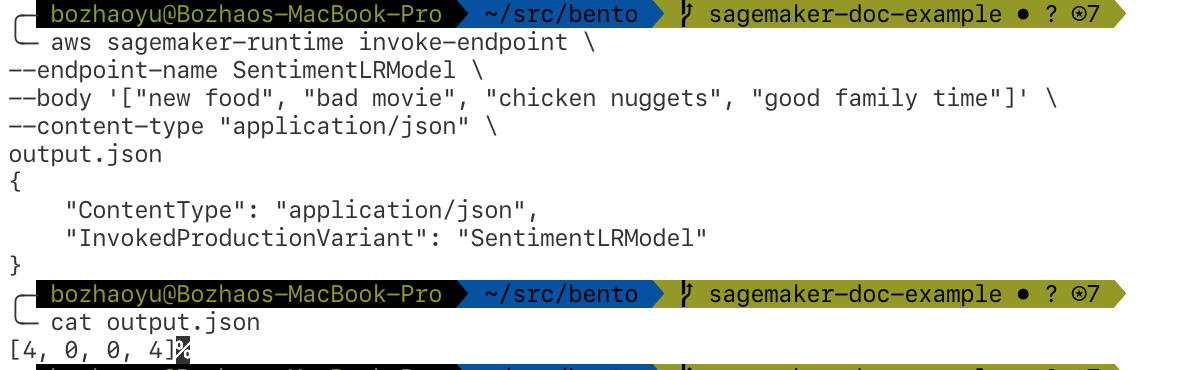 bozhaoyu@Bozhaos-MacBook-Pro ~/src/bento sagemaker-doc-example ● ? ⍟7
aws sagemaker-runtime invoke-endpoint \
--endpoint-name SentimentLRModel \
--body '["new food", "bad movie", "chicken nuggets", "good family time"]' \
--content-type "application/json" \
output.json
{
    "ContentType": "application/json",
    "InvokedProductionVariant": "SentimentLRModel"
}
bozhaoyu@Bozhaos-MacBook-Pro ~/src/bento sagemaker-doc-example ● ? ⍟7
cat output.json
[4, 0, 0, 4]%